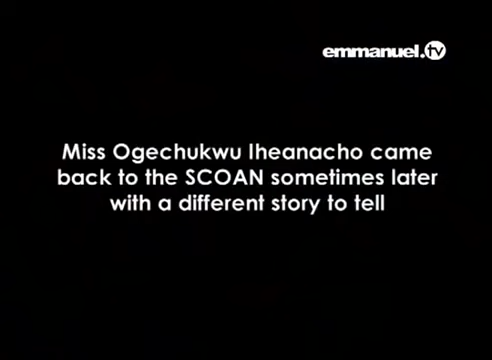 emmanuel.tv
Miss Ogechukwu Iheanacho came
back to the SCOAN sometimes later
with a different story to tell